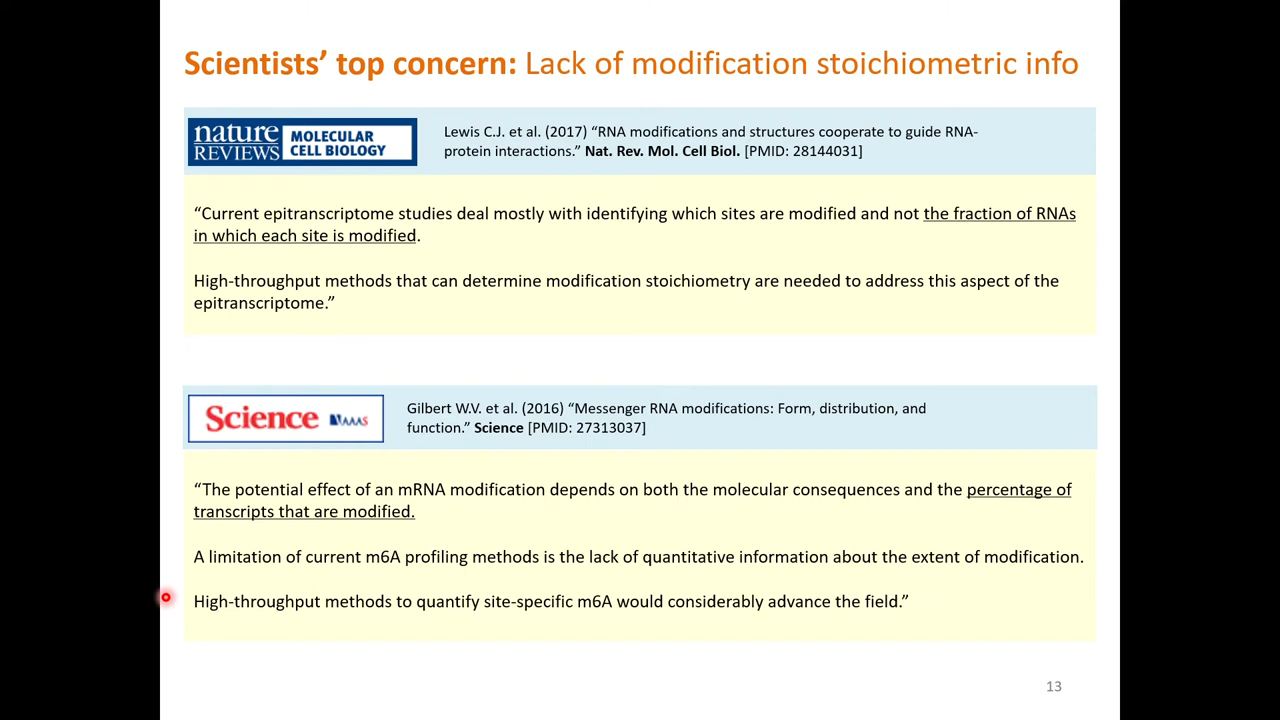 Scientists’ top concern: Lack of modification stoichiometric info
nature REVIEWS MOLECULAR CELL BIOLOGY
Lewis C.J. et al. (2017) “RNA modifications and structures cooperate to guide RNA-
protein interactions.” Nat. Rev. Mol. Cell Biol. [PMID: 28144031]
“Current epitranscriptome studies deal mostly with identifying which sites are modified and not the fraction of RNAs
in which each site is modified.
High-throughput methods that can determine modification stoichiometry are needed to address this aspect of the
epitranscriptome.”
Science AAAS
Gilbert W.V. et al. (2016) “Messenger RNA modifications: Form, distribution, and
function.” Science [PMID: 27313037]
“The potential effect of an mRNA modification depends on both the molecular consequences and the percentage of
transcripts that are modified.
A limitation of current m6A profiling methods is the lack of quantitative information about the extent of modification.
High-throughput methods to quantify site-specific m6A would considerably advance the field.”
13